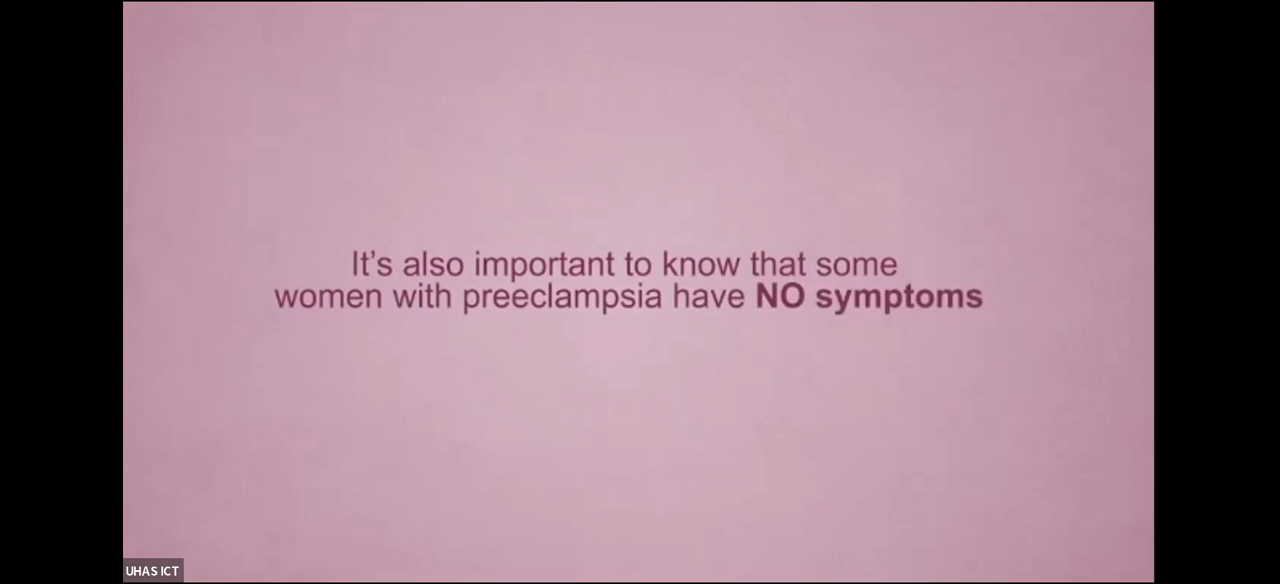 It’s also important to know that some
women with preeclampsia have NO symptoms
UHAS ICT